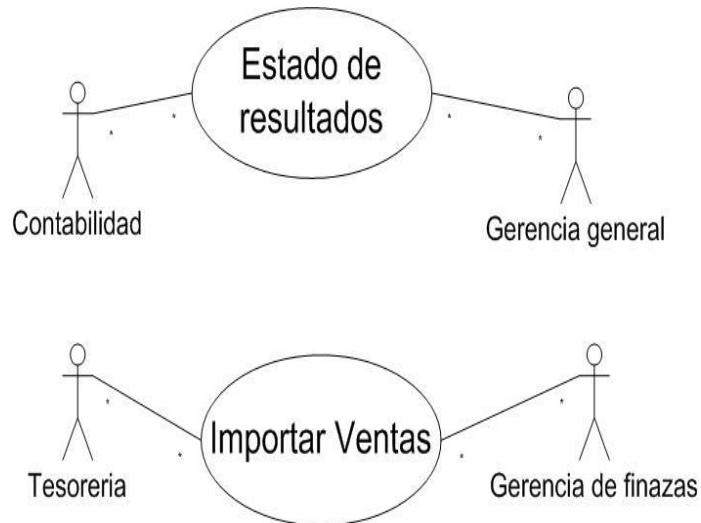 Estado de
resultados
* * * *
Contabilidad
Gerencia general
* * * *
Importar Ventas
Tesoreria
Gerencia de finazas